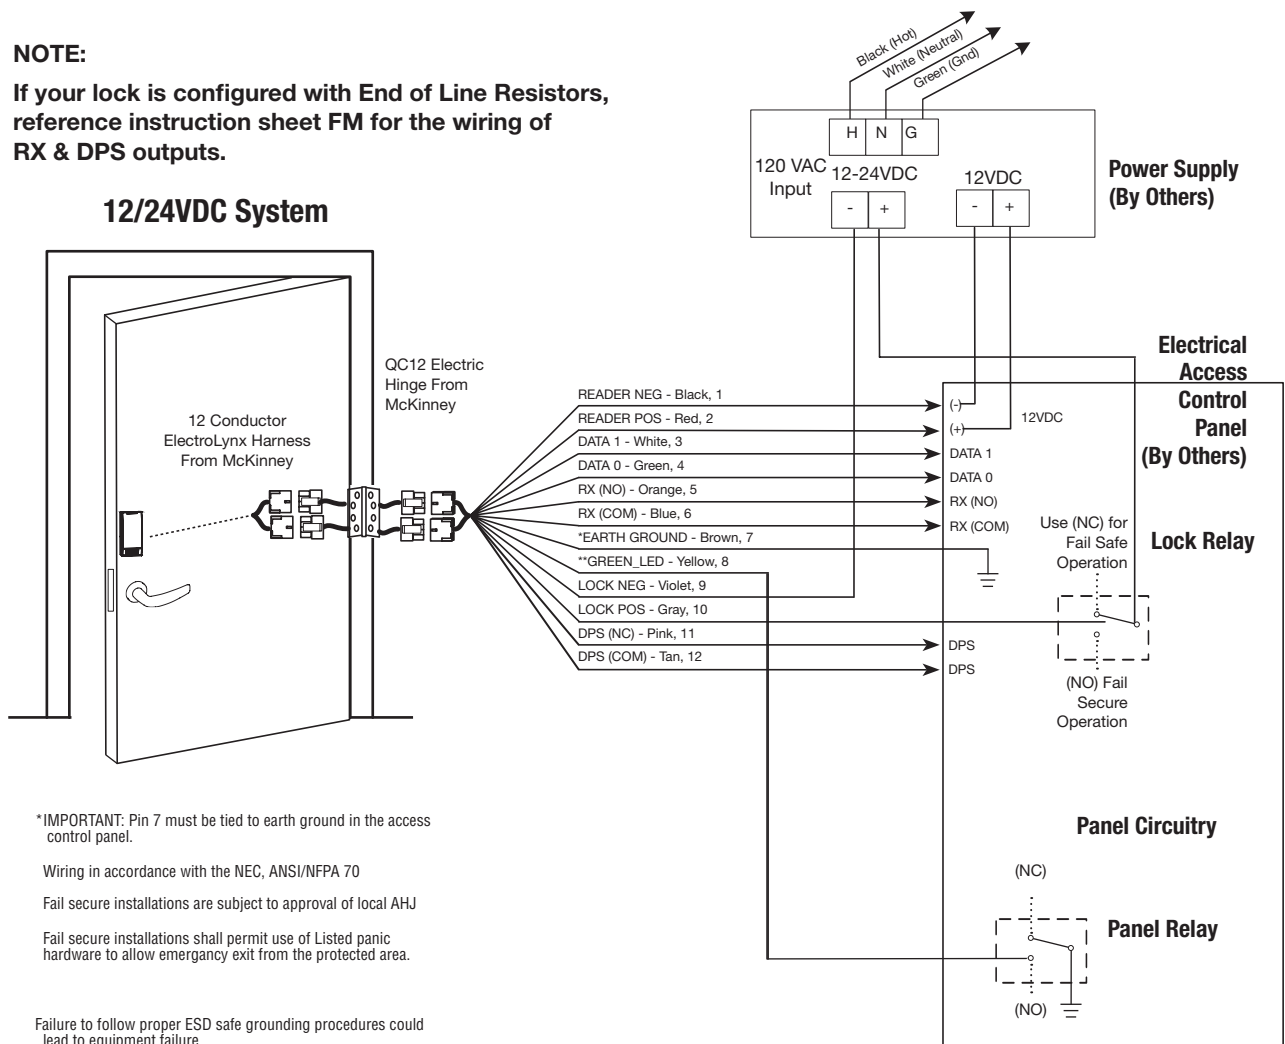 NOTE:
If your lock is configured with End of Line Resistors,
reference instruction sheet FM for the wiring of
RX & DPS outputs.
12/24VDC System
Black (Hot)
White (Neutral)
Green (Gnd)
H N G
120 VAC
Input
12-24VDC
- +
12VDC
- +
Power Supply
(By Others)
QC12 Electric
Hinge From
McKinney
12 Conductor
ElectroLynx Harness
From McKinney
READER NEG - Black, 1
READER POS - Red, 2
DATA 1 - White, 3
DATA 0 - Green, 4
RX (NO) - Orange, 5
RX (COM) - Blue, 6
*EARTH GROUND - Brown, 7
**GREEN_LED - Yellow, 8
LOCK NEG - Violet, 9
LOCK POS - Gray, 10
DPS (NC) - Pink, 11
DPS (COM) - Tan, 12
Electrical
Access
Control
Panel
(By Others)
(-)
(+)
12VDC
DATA 1
DATA 0
RX (NO)
RX (COM)
DPS
DPS
Use (NC) for
Fail Safe
Operation
Lock Relay
(NO) Fail
Secure
Operation
Panel Circuitry
(NC)
Panel Relay
(NO)
*IMPORTANT: Pin 7 must be tied to earth ground in the access
control panel.
Wiring in accordance with the NEC, ANSI/NFPA 70
Fail secure installations are subject to approval of local AHJ
Fail secure installations shall permit use of Listed panic
hardware to allow emergancy exit from the protected area.
Failure to follow proper ESD safe grounding procedures could
lead to equipment failure